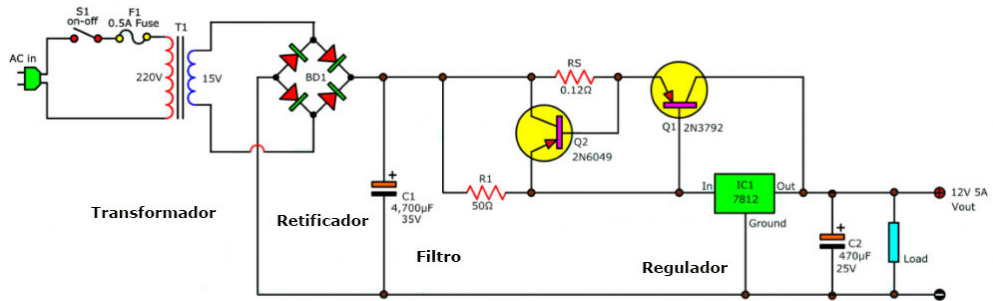 S1
on-off
F1
0.5A Fuse
T1
AC in
220V
15V
BD1
RS
0.12Ω
Q1
2N3792
Q2
2N6049
R1
50Ω
In
IC1
7812
Out
Ground
C1
4,700µF
35V
C2
470µF
25V
Load
12V 5A
Vout
+
+
Transformador
Retificador
Filtro
Regulador